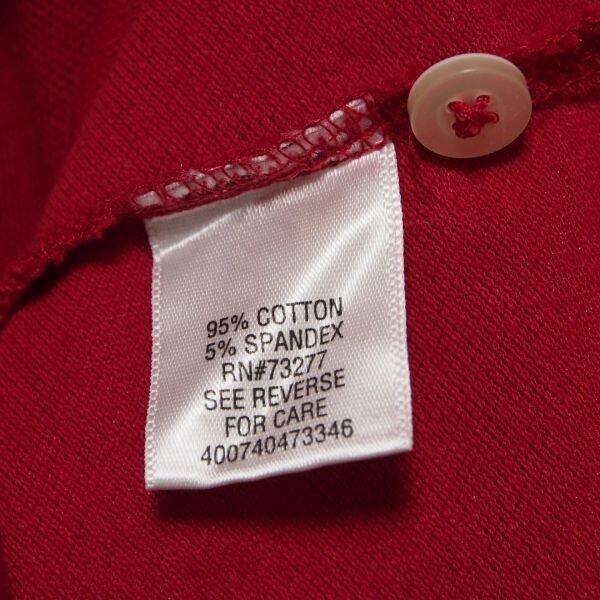 95% COTTON
5% SPANDEX
RN#73277
SEE REVERSE
FOR CARE
400740473346